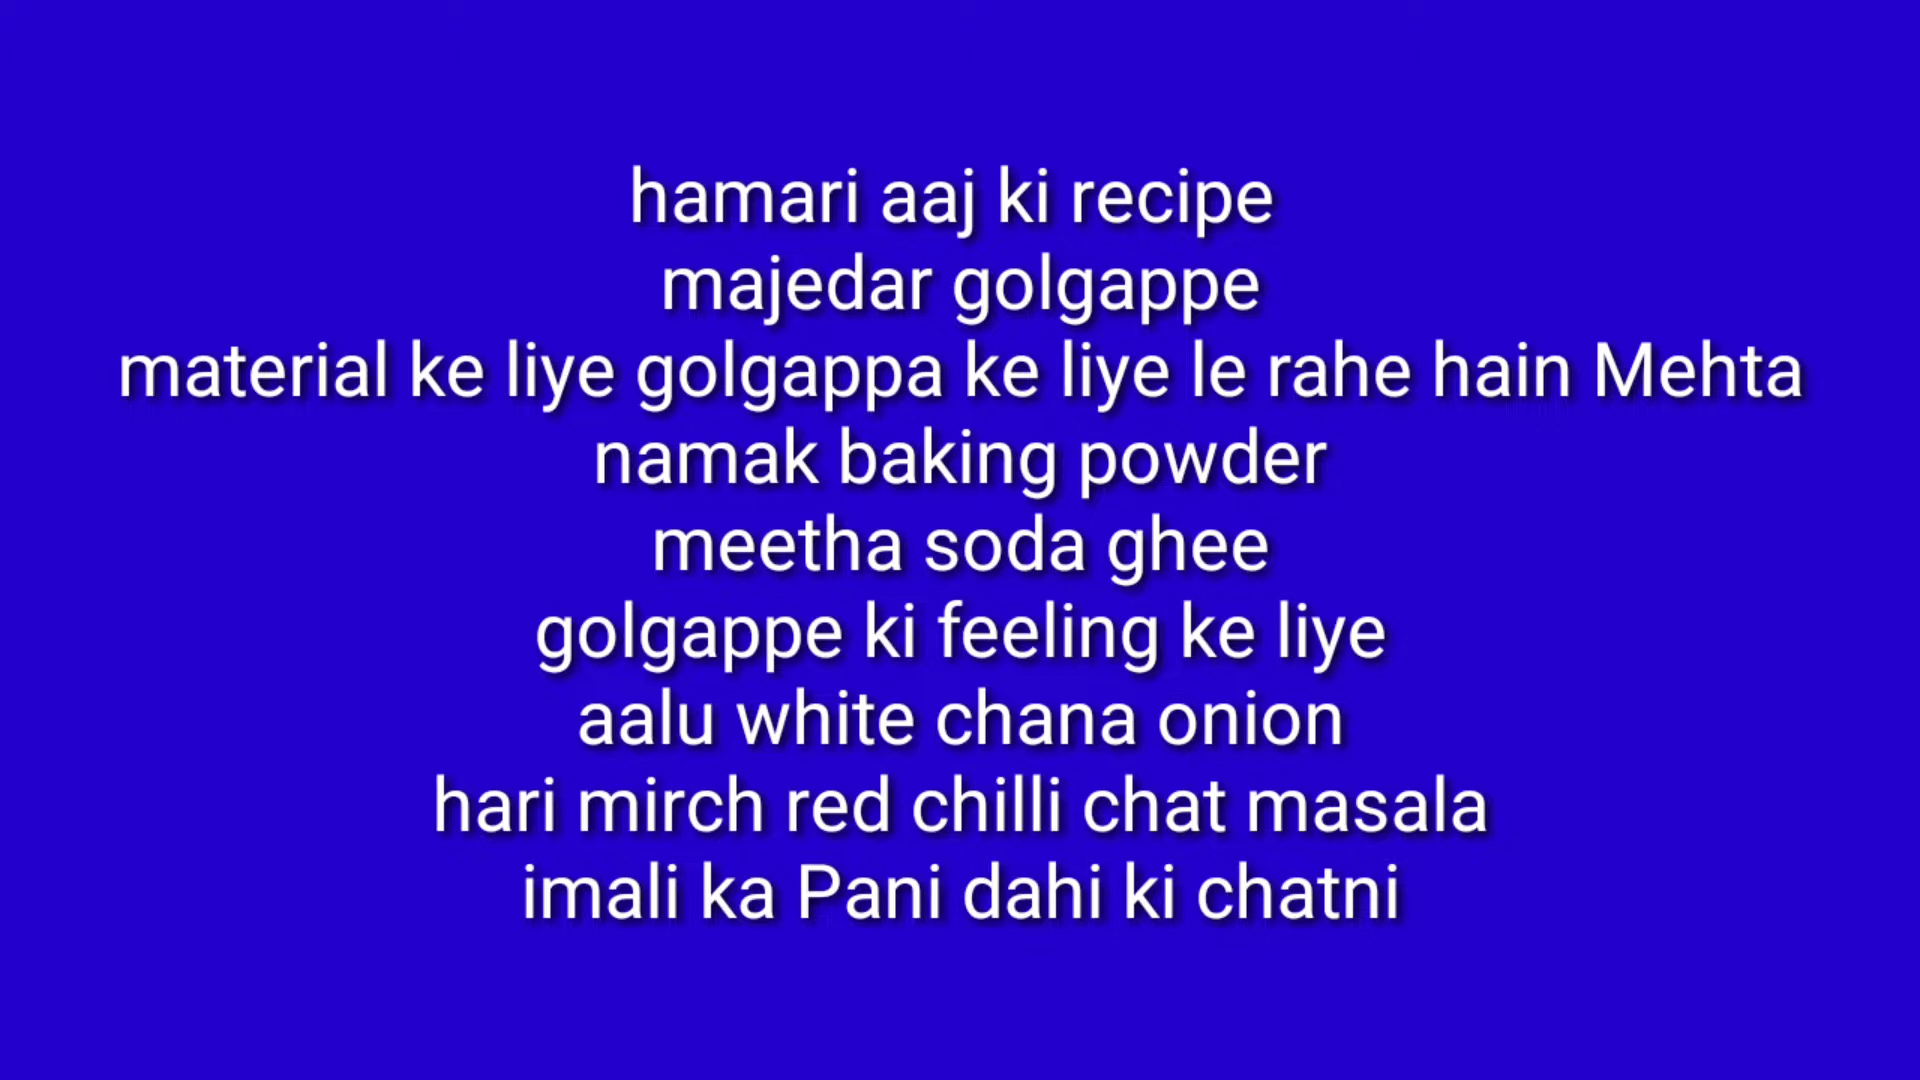 hamari aaj ki recipe
majedar golgappe
material ke liye golgappa ke liye le rahe hain Mehta
namak baking powder
meetha soda ghee
golgappe ki feeling ke liye
aalu white chana onion
hari mirch red chilli chat masala
imali ka Pani dahi ki chatni